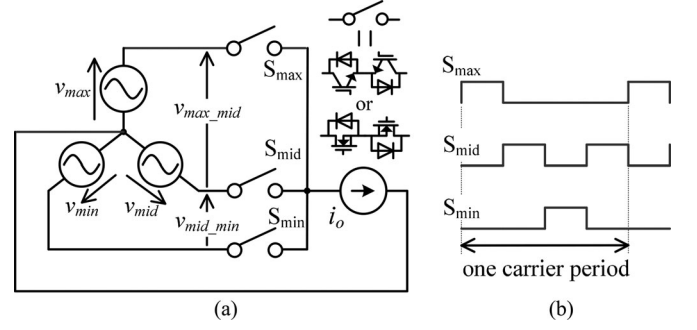 (a)
S_max
v_max
v_max_mid
or
S_mid
v_min
v_mid
v_mid_min
S_min
i_o
(b)
S_max
S_mid
S_min
one carrier period